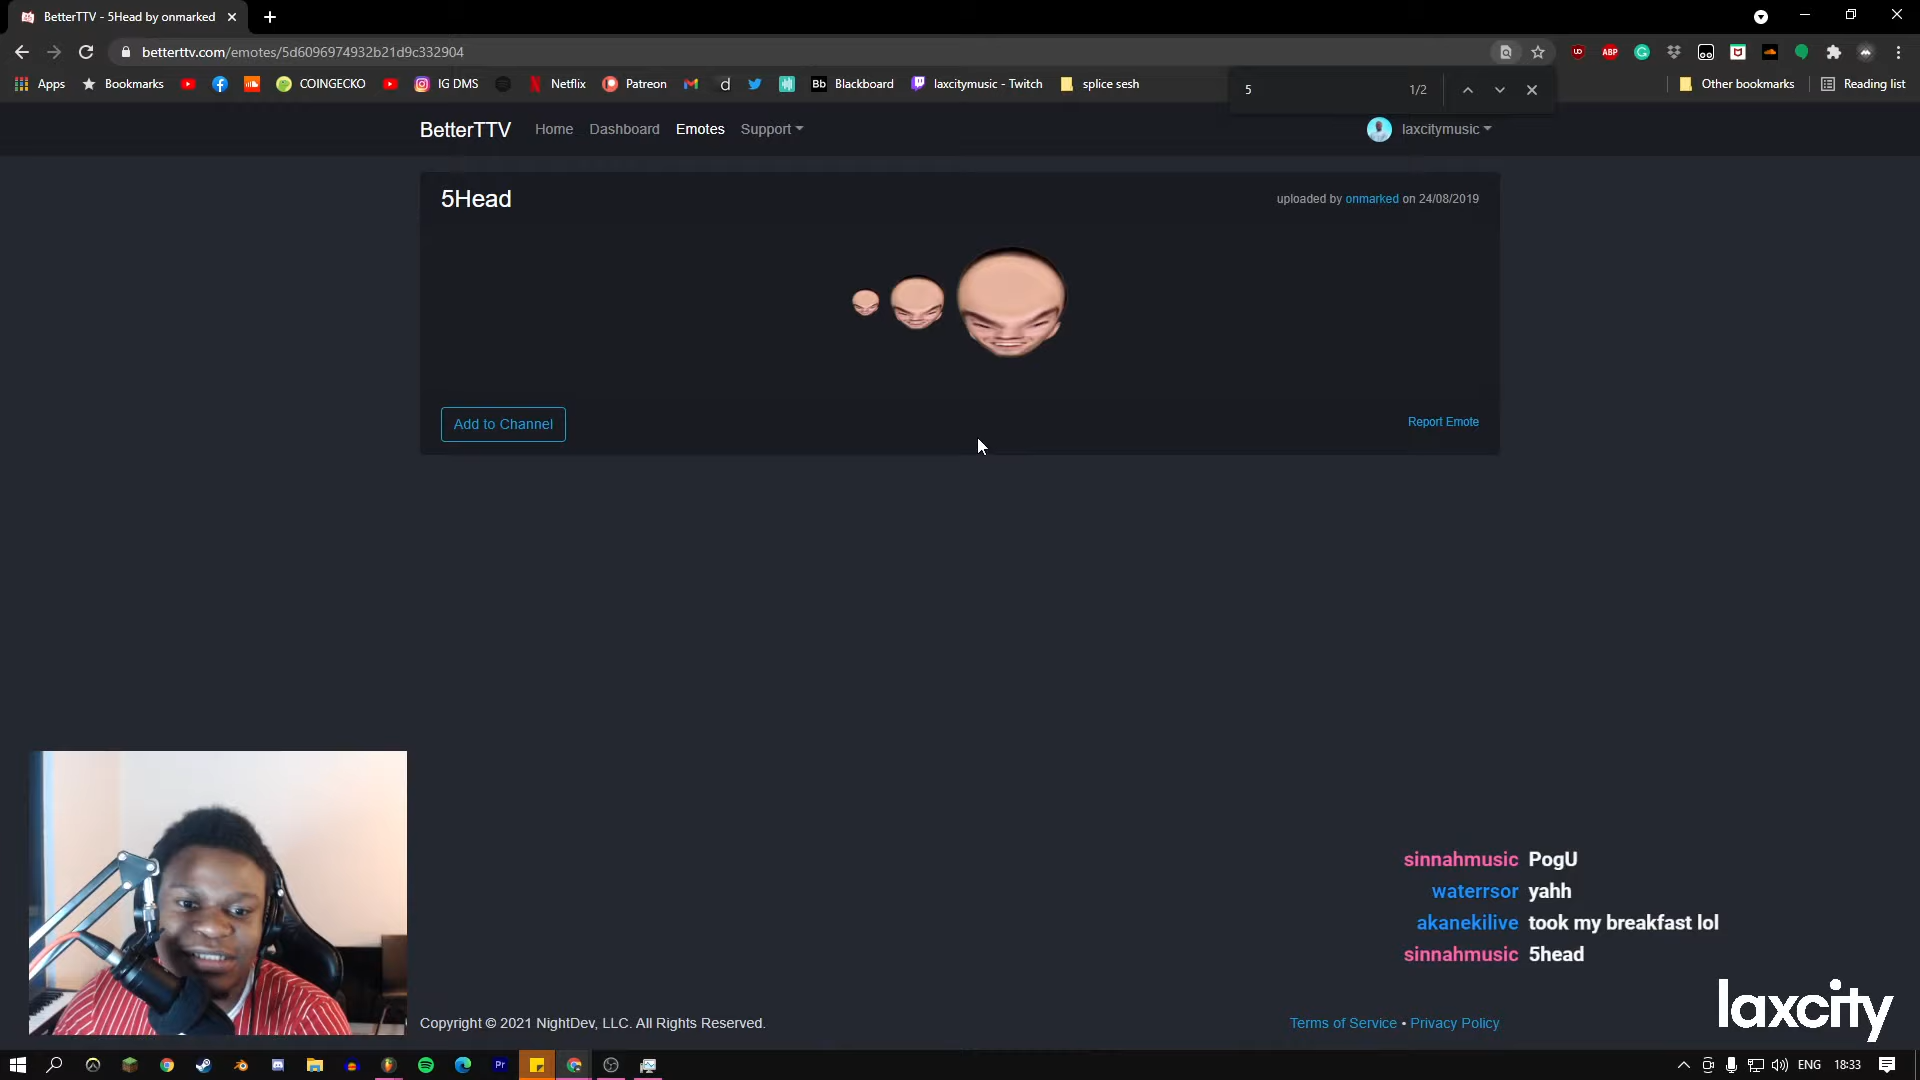 BetterTTV - 5Head by onmarked
betterttv.com/emotes/5d6096974932b21d9c332904
Apps Bookmarks COINGECKO IG DMS Netflix Patreon Bb Blackboard laxcitymusic - Twitch splice sesh Other bookmarks Reading list
5 1/2
BetterTTV Home Dashboard Emotes Support laxcitymusic
5Head uploaded by onmarked on 24/08/2019
Add to Channel Report Emote
sinnahmusic PogU
waterrsor yahh
akanekilive took my breakfast lol
sinnahmusic 5head
laxcity
Copyright © 2021 NightDev, LLC. All Rights Reserved. Terms of Service • Privacy Policy
Pr ENG 18:33